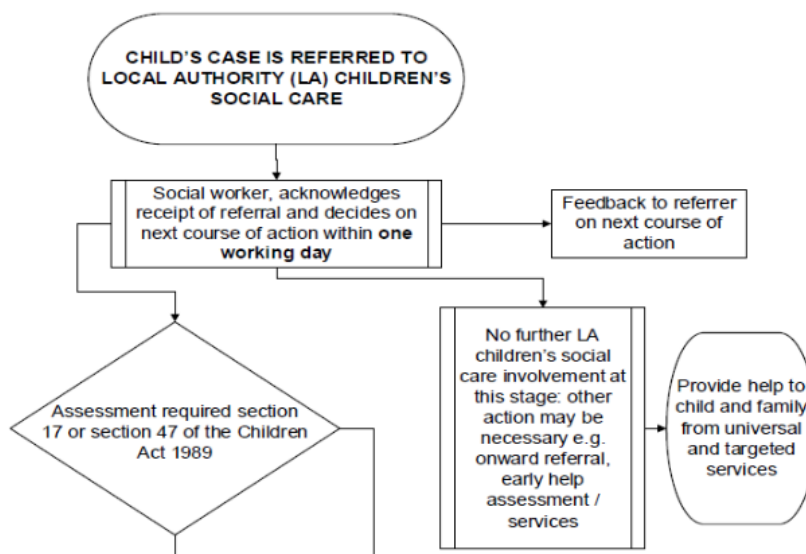 CHILD'S CASE IS REFERRED TO
LOCAL AUTHORITY (LA) CHILDREN'S
SOCIAL CARE
Social worker, acknowledges
receipt of referral and decides on
next course of action within one
working day
Feedback to referrer
on next course of
action
Assessment required section
17 or section 47 of the Children
Act 1989
No further LA
children's social
care involvement at
this stage: other
action may be
necessary e.g.
onward referral,
early help
assessment /
services
Provide help to
child and family
from universal
and targeted
services